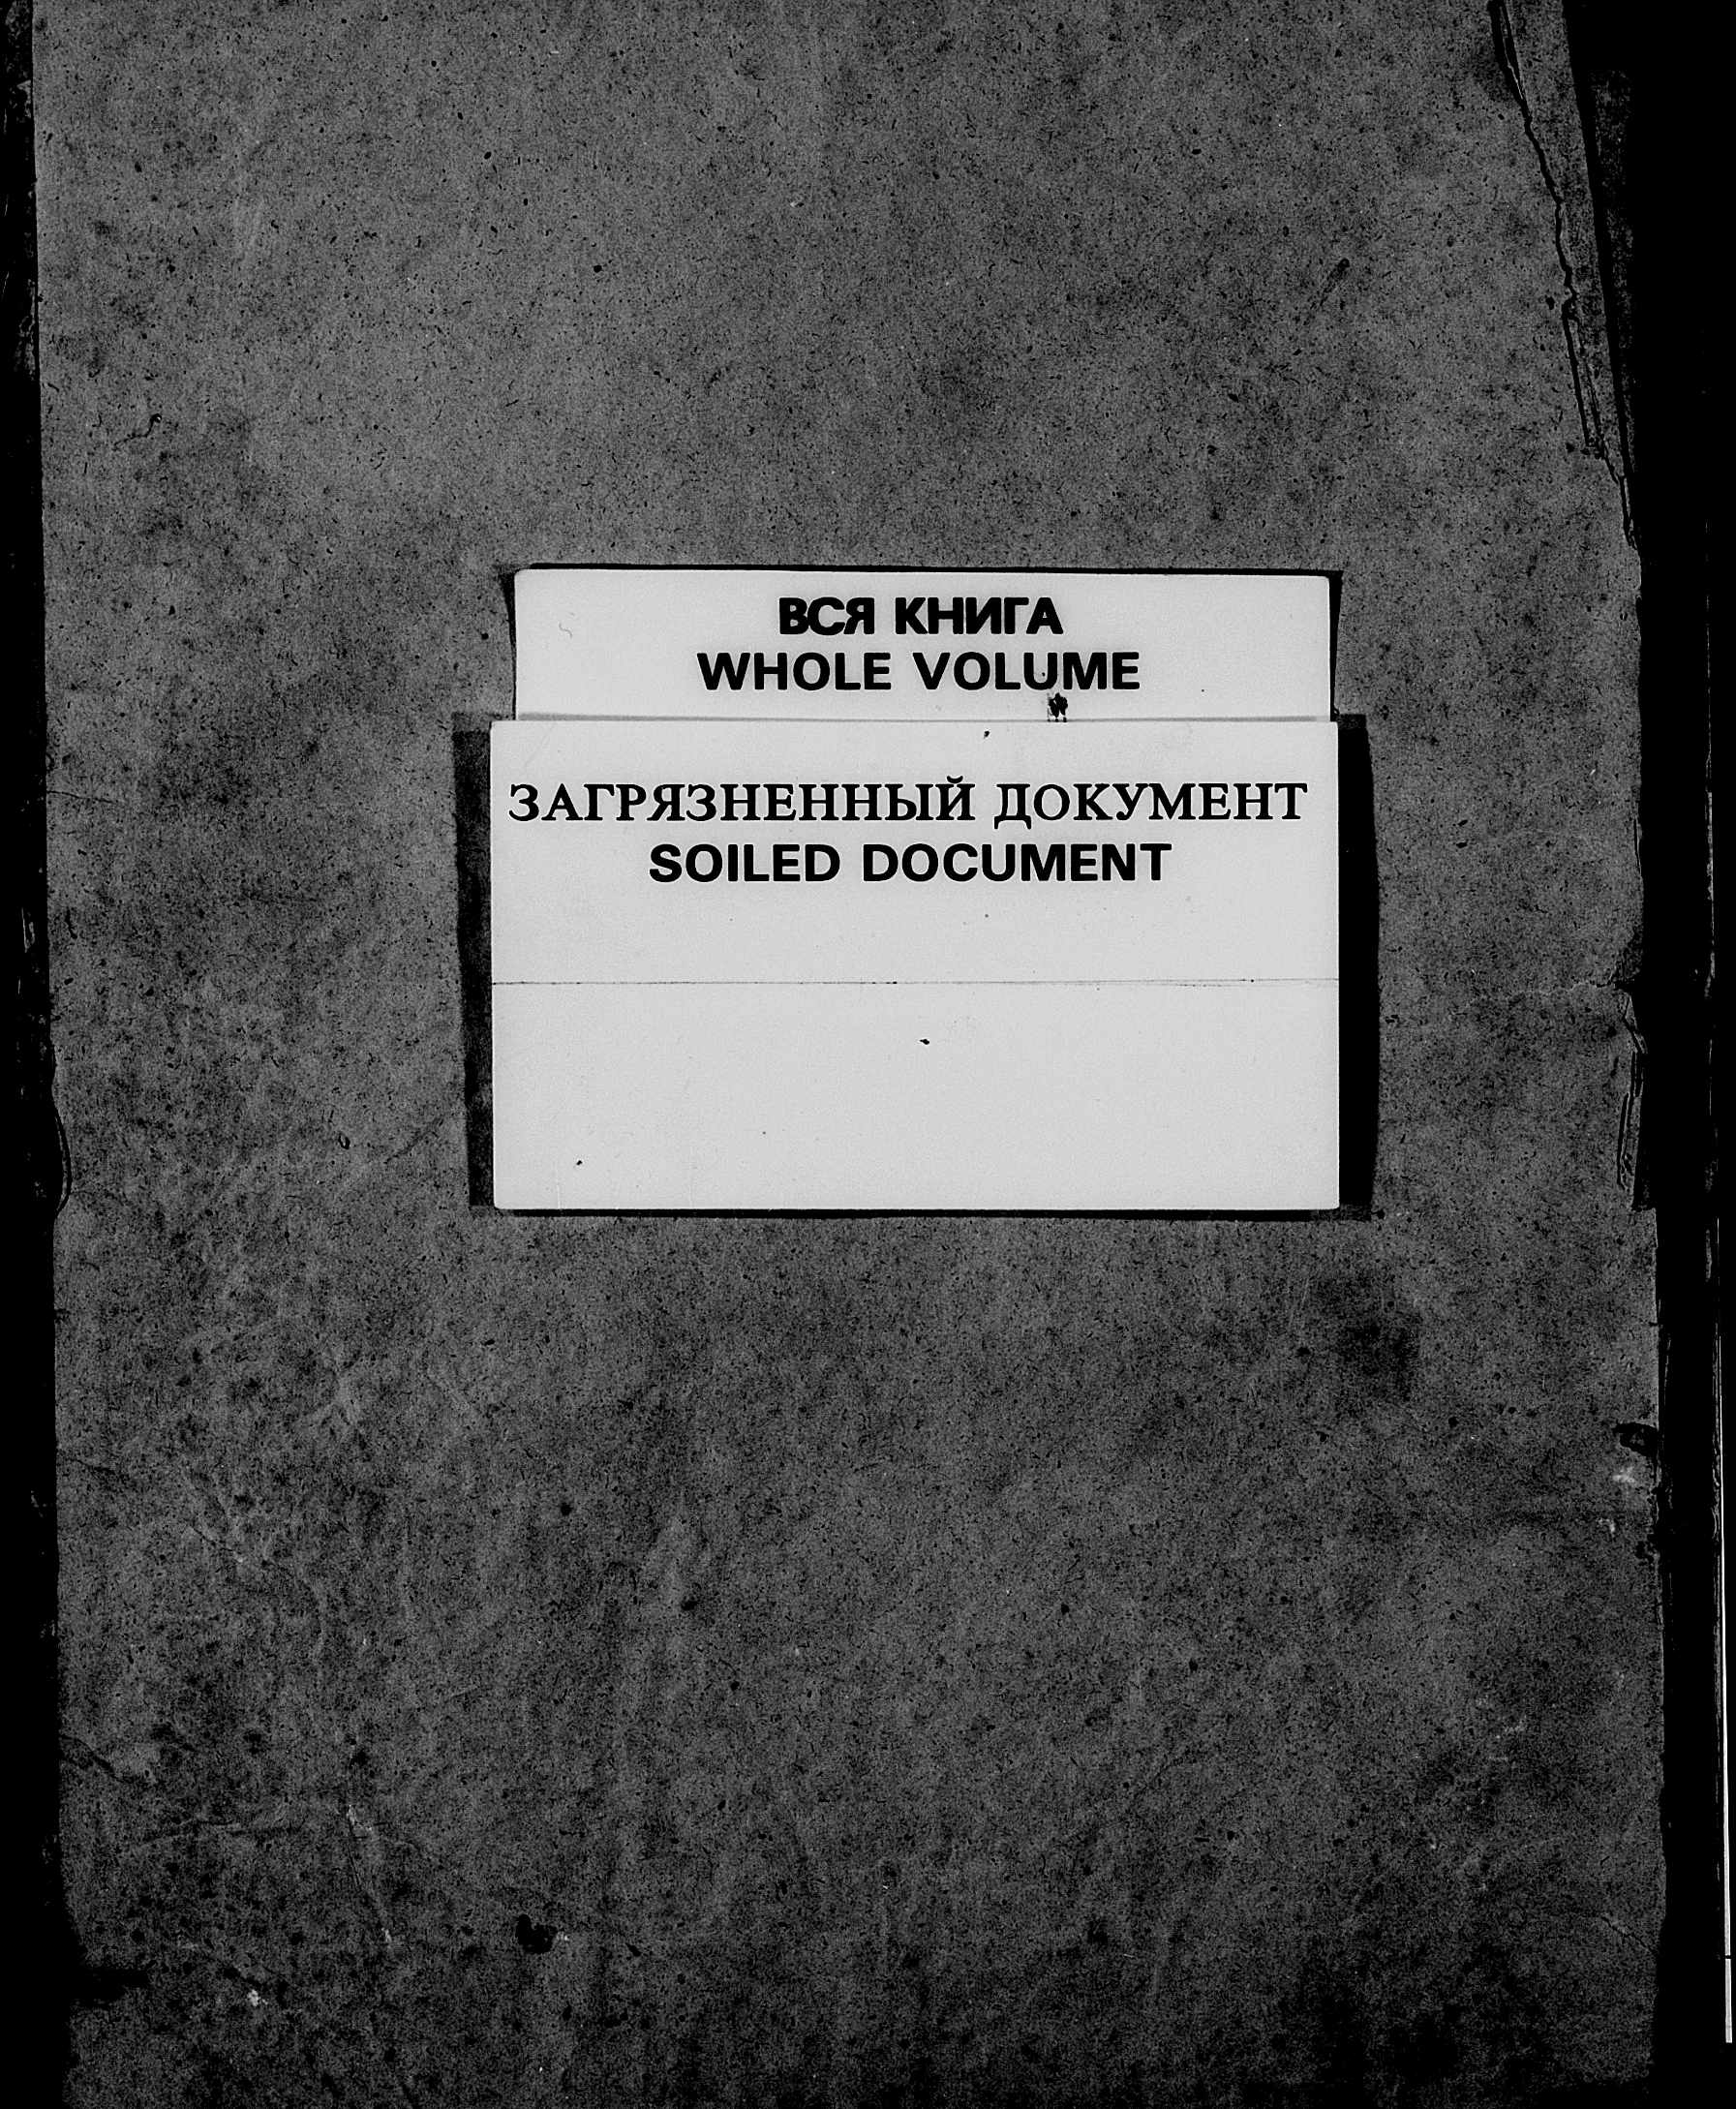 ВСЯ КНИГА
WHOLE VOLUME
ЗАГРЯЗНЕННЫЙ ДОКУМЕНТ
SOILED DOCUMENT